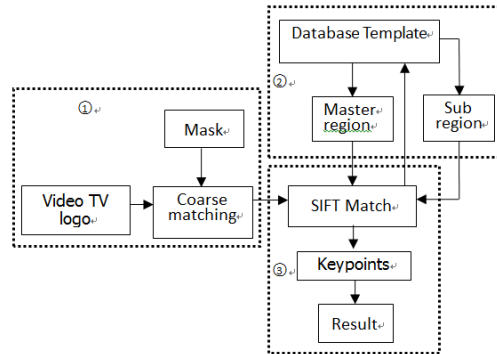 Database Template
②
Master
region
Sub
region
①
Mask
Video TV
logo
Coarse
matching
SIFT Match
③
Keypoints
Result